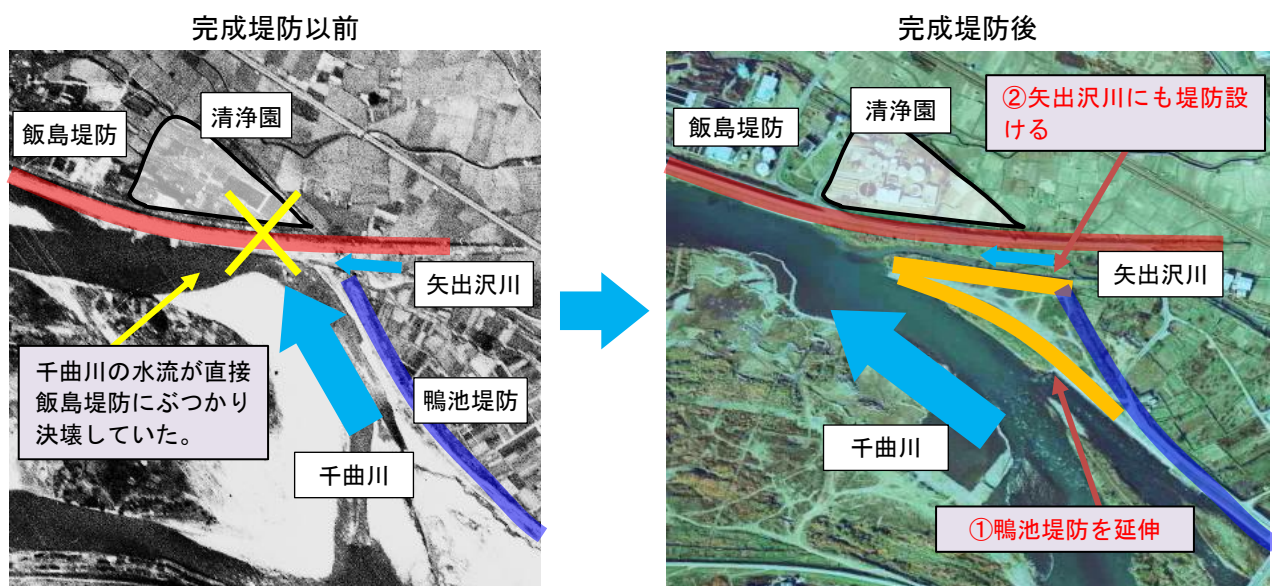 完成堤防以前
清浄園
飯島堤防
矢出沢川
千曲川の水流が直接
飯島堤防にぶつかり
決壊していた。
鴨池堤防
千曲川
完成堤防後
②矢出沢川にも堤防設
ける
清浄園
飯島堤防
矢出沢川
千曲川
①鴨池堤防を延伸